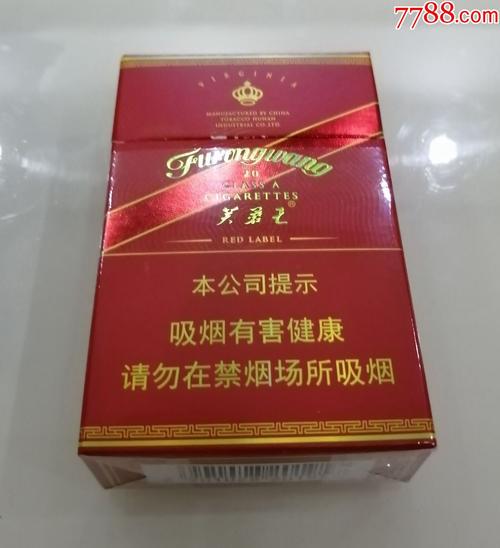 7788.com
VIRGINIA
MANUFACTURED BY CHINA
TOBACCO HUNAN
INDUSTRIAL CO.,LTD.
Furongwang
20
CLASS A
CIGARETTES
芙蓉王®
RED LABEL
本公司提示
吸烟有害健康
请勿在禁烟场所吸烟